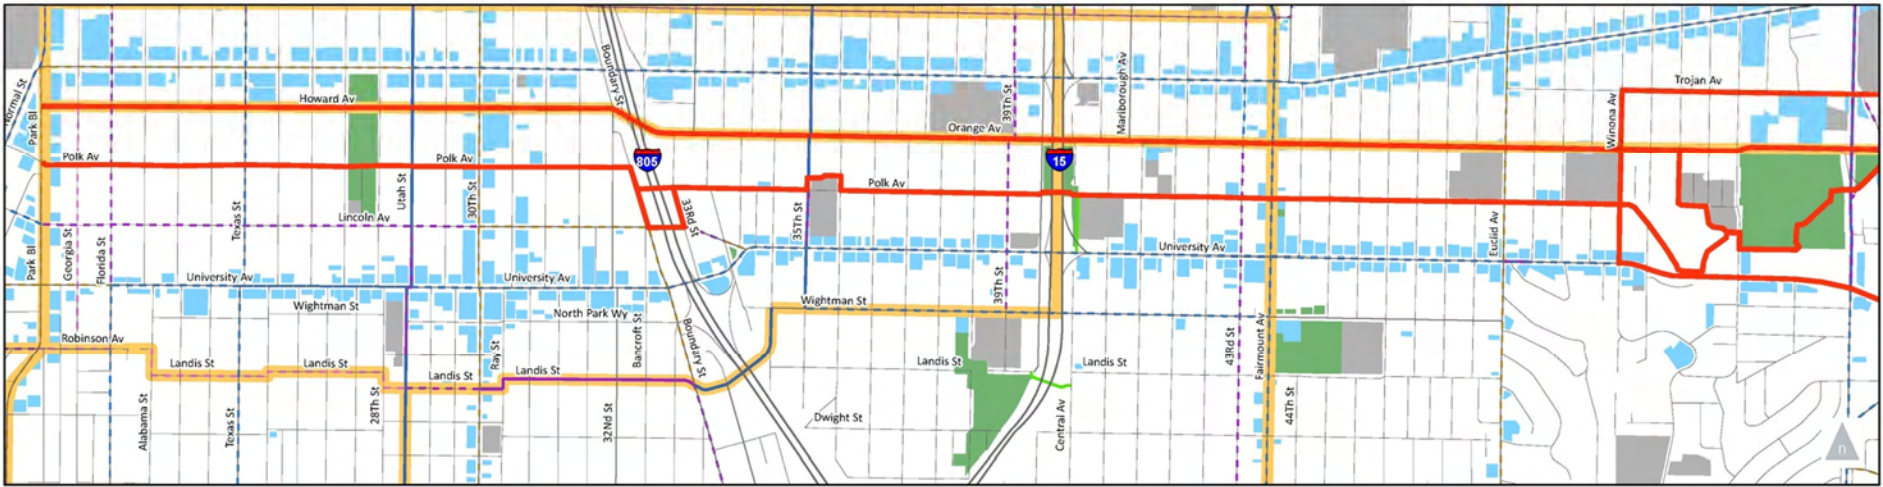 Boundary St
Trojan Av
Normal St
Park Bl
Howard Av
39Th St
Marlborough Av
Winona Av
Orange Av
Polk Av
Polk Av
805
15
Polk Av
Utah St
30Th St
33Rd St
35Th St
Lincoln Av
Texas St
Georgia St
Florida St
Park Bl
University Av
University Av
University Av
Euclid Av
39Th St
Wightman St
North Park Wy
Wightman St
Robinson Av
Landis St
Landis St
Landis St
Ray St
Landis St
Bancroft St
Boundary St
Landis St
Landis St
43Rd St
Fairmount Av
Alabama St
Texas St
28Th St
32Nd St
Dwight St
Central Av
44Th St
n